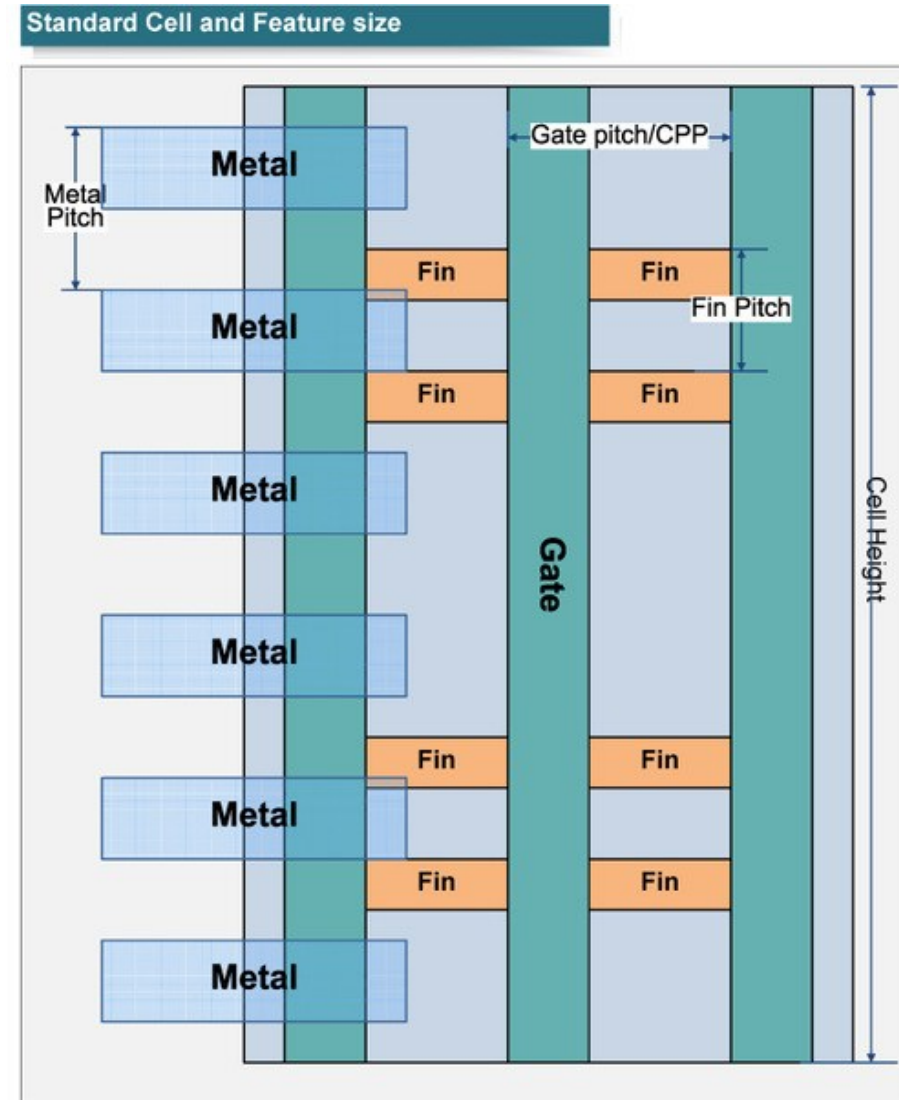 Standard Cell and Feature size
Metal
Gate pitch/CPP
Metal
Pitch
Fin
Fin
Metal
Fin Pitch
Fin
Fin
Metal
Cell Height
Gate
Metal
Fin
Fin
Metal
Fin
Fin
Metal